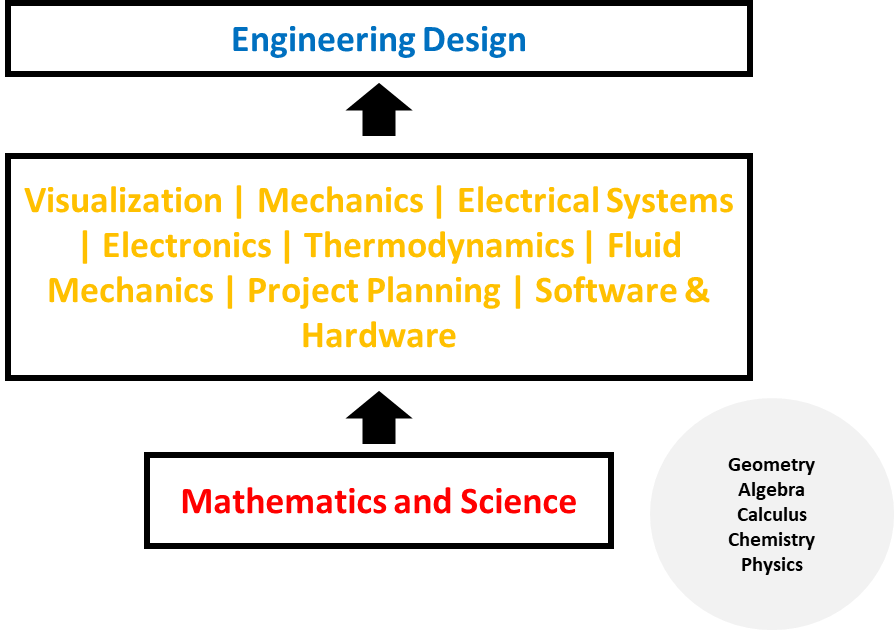 Engineering Design
Visualization | Mechanics | Electrical Systems
| Electronics | Thermodynamics | Fluid
Mechanics | Project Planning | Software &
Hardware
Mathematics and Science
Geometry
Algebra
Calculus
Chemistry
Physics